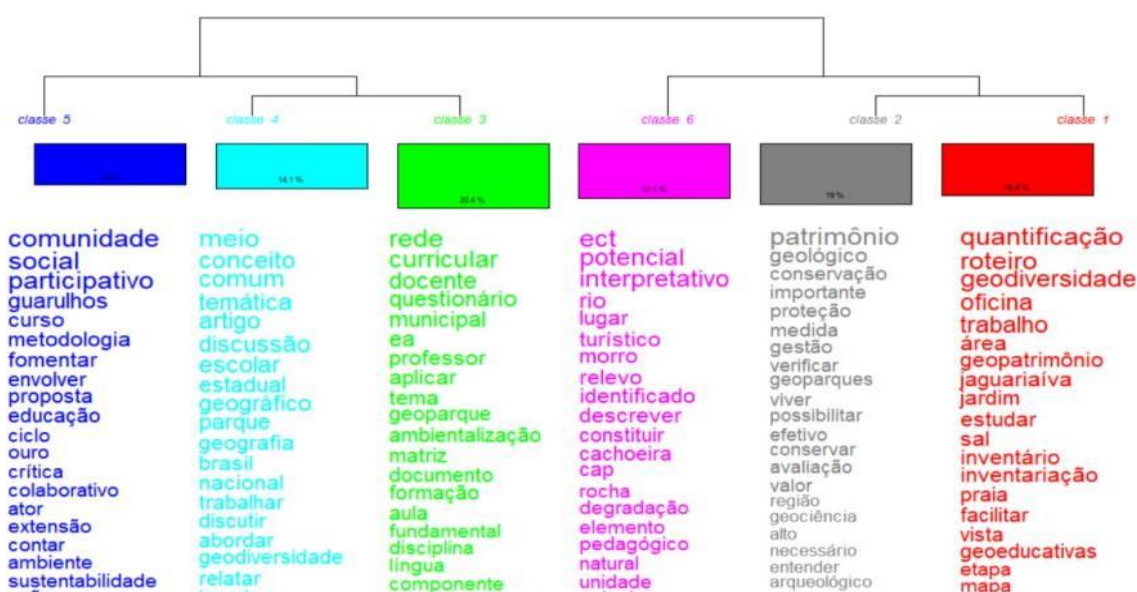 classe 5
classe 4
classe 3
classe 6
classe 2
classe 1
14.1 %
20.4 %
19 %
comunidade
social
participativo
guarulhos
curso
metodologia
fomentar
envolver
proposta
educação
ciclo
ouro
crítica
colaborativo
ator
extensão
contar
ambiente
sustentabilidade
meio
conceito
comum
temática
artigo
discussão
escolar
estadual
geográfico
parque
geografia
brasil
nacional
trabalhar
discutir
abordar
geodiversidade
relatar
rede
curricular
docente
questionário
municipal
ea
professor
aplicar
tema
geoparque
ambientalização
matriz
documento
formação
aula
fundamental
disciplina
língua
componente
ect
potencial
interpretativo
rio
lugar
turístico
morro
relevo
identificado
descrever
constituir
cachoeira
cap
rocha
degradação
elemento
pedagógico
natural
unidade
patrimônio
geológico
conservação
importante
proteção
medida
gestão
verificar
geoparques
viver
possibilitar
efetivo
conservar
avaliação
valor
região
geociência
alto
necessário
entender
arqueológico
quantificação
roteiro
geodiversidade
oficina
trabalho
área
geopatrimônio
jaguariaíva
jardim
estudar
sal
inventário
inventariação
praia
facilitar
vista
geoeducativas
etapa
mapa